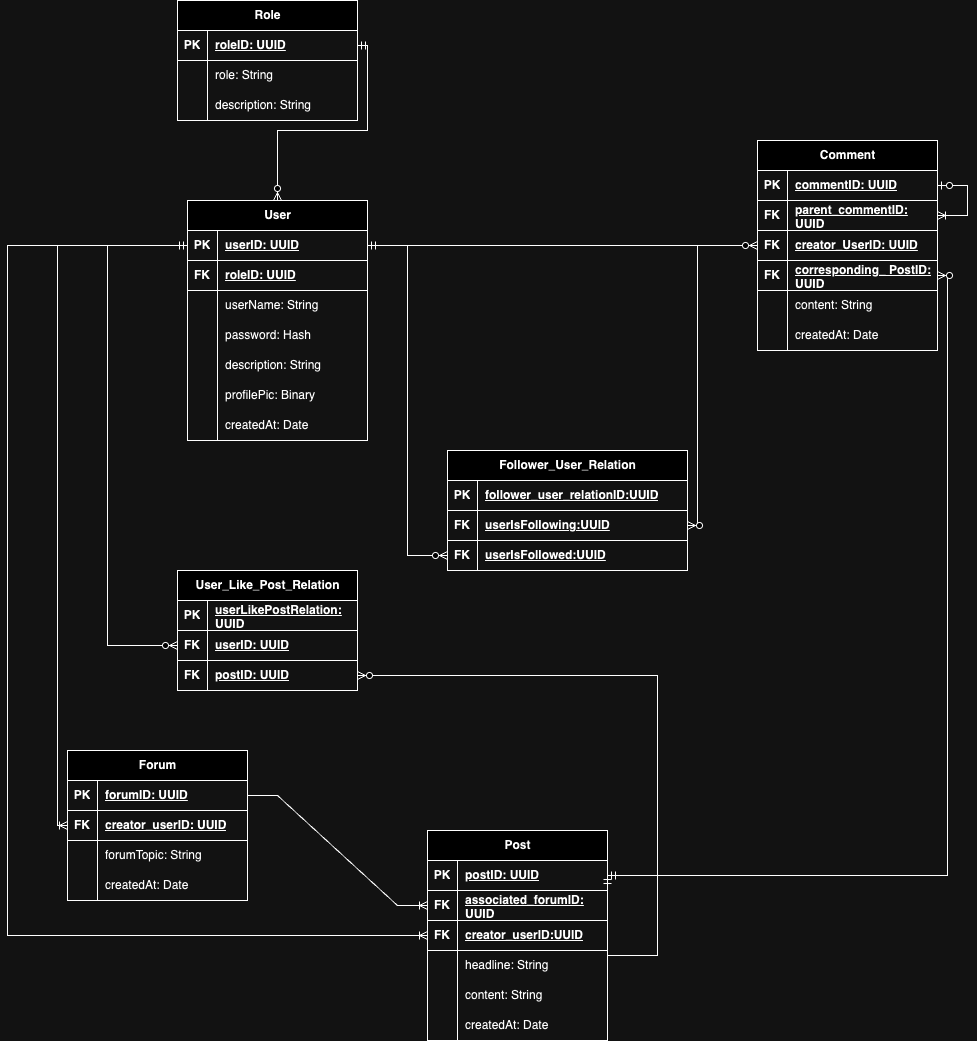 Role
PK roleID: UUID
role: String
description: String
Comment
PK commentID: UUID
FK parent_commentID:
UUID
FK creator_UserID: UUID
FK corresponding_PostID:
UUID
content: String
createdAt: Date
User
PK userID: UUID
FK roleID: UUID
userName: String
password: Hash
description: String
profilePic: Binary
createdAt: Date
Follower_User_Relation
PK follower_user_relationID:UUID
FK userIsFollowing:UUID
FK userIsFollowed:UUID
User_Like_Post_Relation
PK userLikePostRelation:
UUID
FK userID: UUID
FK postID: UUID
Forum
PK forumID: UUID
FK creator_userID: UUID
forumTopic: String
createdAt: Date
Post
PK postID: UUID
FK associated_forumID:
UUID
FK creator_userID:UUID
headline: String
content: String
createdAt: Date